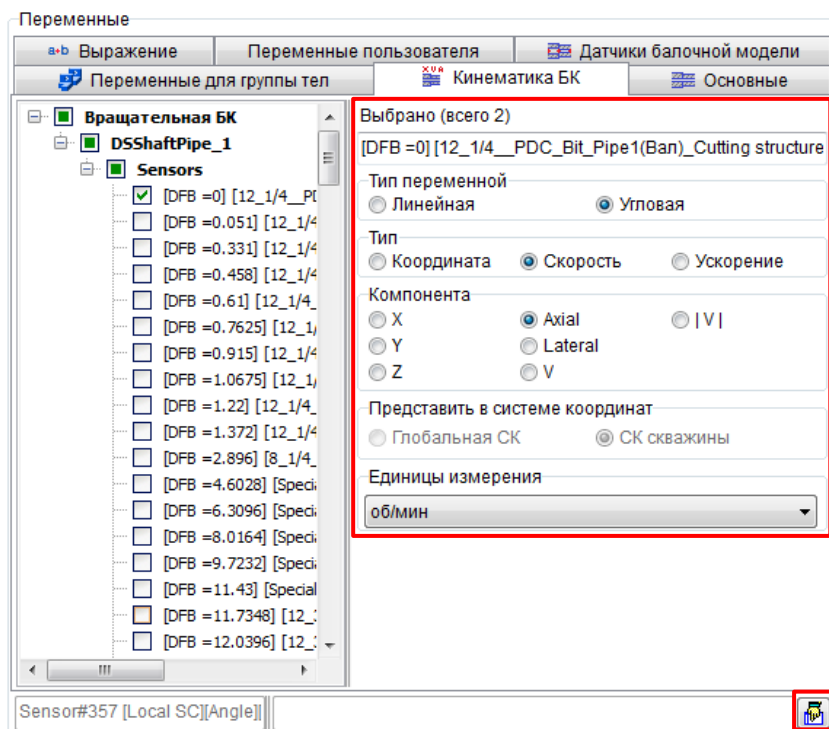 Переменные
a+b Выражение
Переменные пользователя
Датчики балочной модели
Переменные для группы тел
XVA Кинематика БК
Основные
Вращательная БК
DSShaftPipe_1
Sensors
[DFB =0] [12_1/4__P
[DFB =0.051] [12_1/4
[DFB =0.331] [12_1/4
[DFB =0.458] [12_1/4
[DFB =0.61] [12_1/4_
[DFB =0.7625] [12_1/
[DFB =0.915] [12_1/4
[DFB =1.0675] [12_1/
[DFB =1.22] [12_1/4_
[DFB =1.372] [12_1/4
[DFB =2.896] [8_1/4_
[DFB =4.6028] [Speci
[DFB =6.3096] [Speci
[DFB =8.0164] [Speci
[DFB =9.7232] [Speci
[DFB =11.43] [Special
[DFB =11.7348] [12_
[DFB =12.0396] [12_
Выбрано (всего 2)
[DFB =0] [12_1/4__PDC_Bit_Pipe1(Вал)_Cutting structure
Тип переменной
Линейная
Угловая
Тип
Координата
Скорость
Ускорение
Компонента
X
Axial
| V |
Y
Lateral
Z
V
Представить в системе координат
Глобальная СК
СК скважины
Единицы измерения
об/мин
Sensor#357 [Local SC][Angle]|